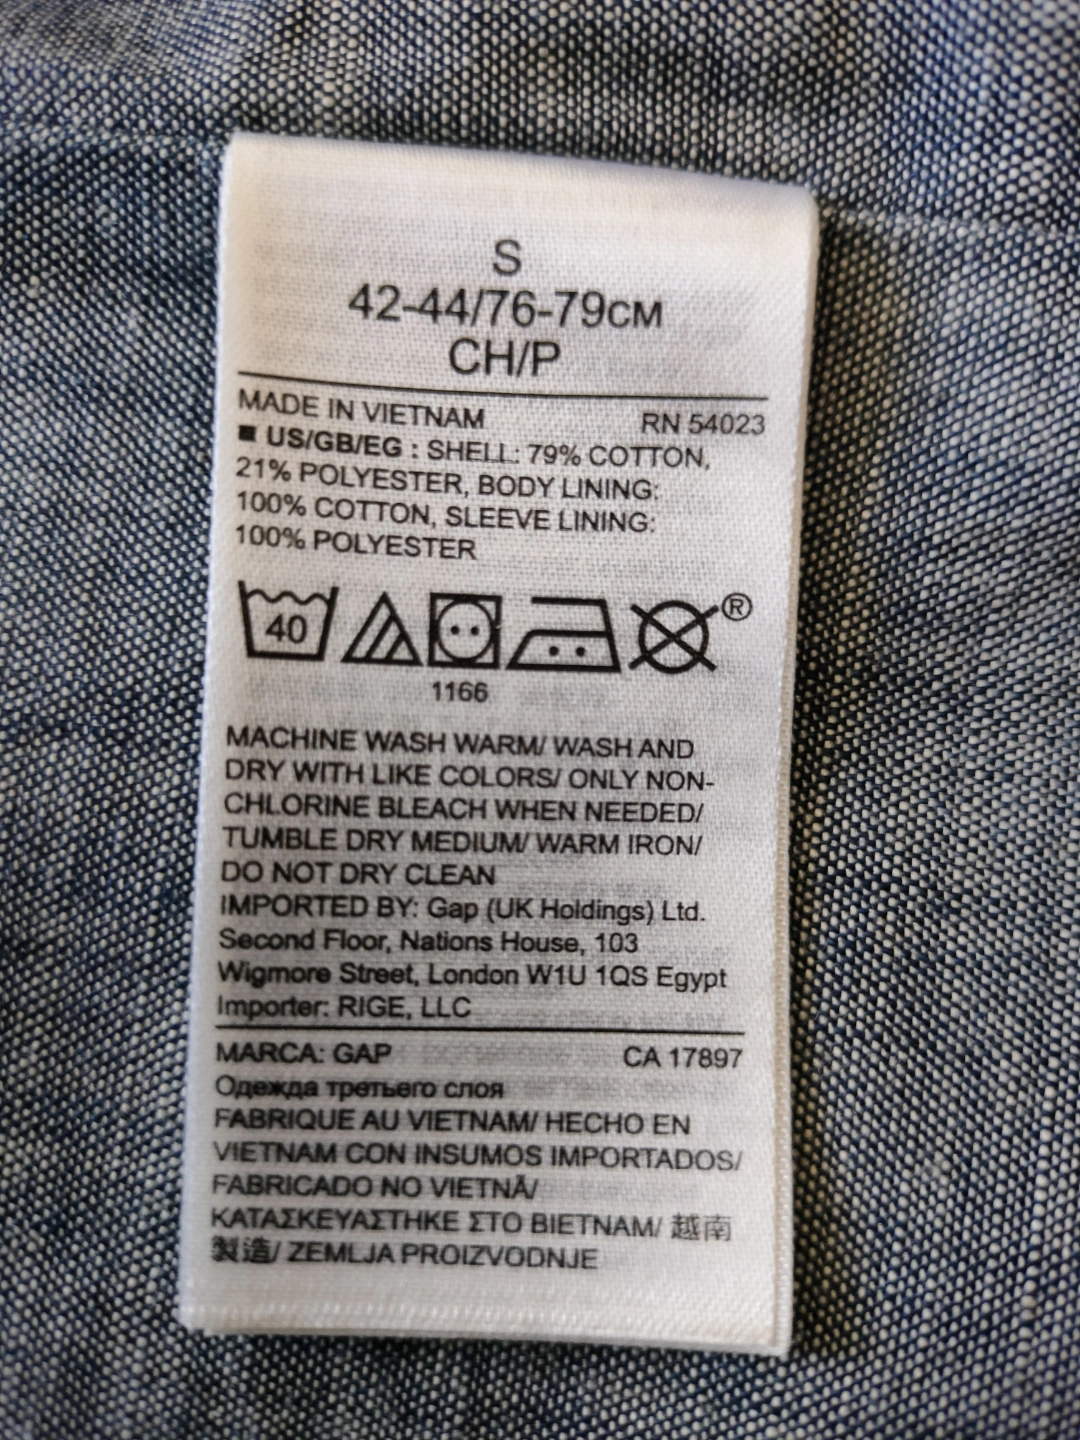 S
42-44/76-79CM
CH/P
MADE IN VIETNAM RN 54023
■ US/GB/EG : SHELL: 79% COTTON,
21% POLYESTER, BODY LINING:
100% COTTON, SLEEVE LINING:
100% POLYESTER
40 ®
1166
MACHINE WASH WARM/ WASH AND
DRY WITH LIKE COLORS/ ONLY NON-
CHLORINE BLEACH WHEN NEEDED/
TUMBLE DRY MEDIUM/ WARM IRON/
DO NOT DRY CLEAN
IMPORTED BY: Gap (UK Holdings) Ltd.
Second Floor, Nations House, 103
Wigmore Street, London W1U 1QS Egypt
Importer: RIGE, LLC
MARCA: GAP CA 17897
Одежда третьего слоя
FABRIQUE AU VIETNAM/ HECHO EN
VIETNAM CON INSUMOS IMPORTADOS/
FABRICADO NO VIETNÃ/
ΚΑΤΑΣΚΕΥΑΣΤΗΚΕ ΣΤΟ ΒΙΕΤΝΑΜ/ 越南
製造/ ZEMLJA PROIZVODNJE